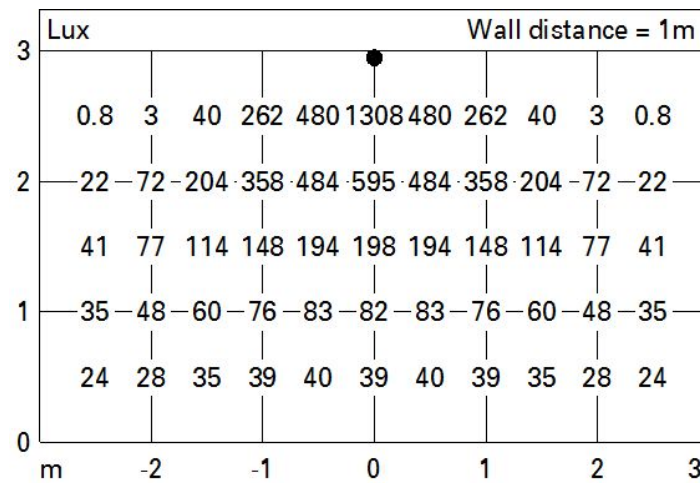 Lux Wall distance = 1m
3
0.8 3 40 262 480 1308 480 262 40 3 0.8
2 22 72 204 358 484 595 484 358 204 72 22
41 77 114 148 194 198 194 148 114 77 41
1 35 48 60 76 83 82 83 76 60 48 35
24 28 35 39 40 39 40 39 35 28 24
0
m -2 -1 0 1 2 3